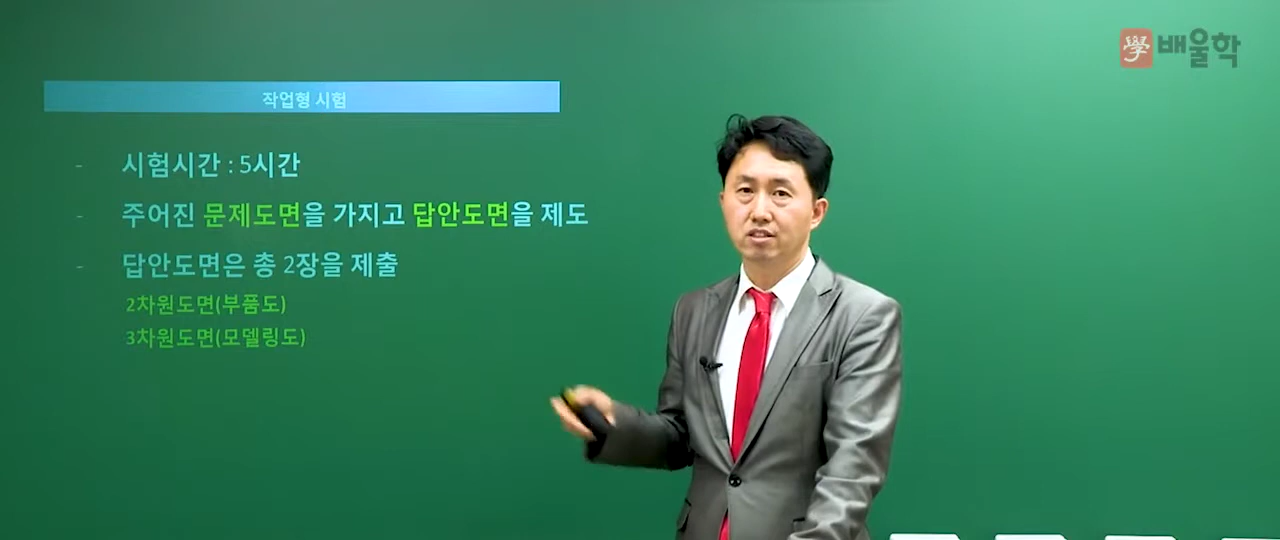 學 배울학
작업형 시험
- 시험시간 : 5시간
- 주어진 문제도면을 가지고 답안도면을 제도
- 답안도면은 총 2장을 제출
2차원도면(부품도)
3차원도면(모델링도)